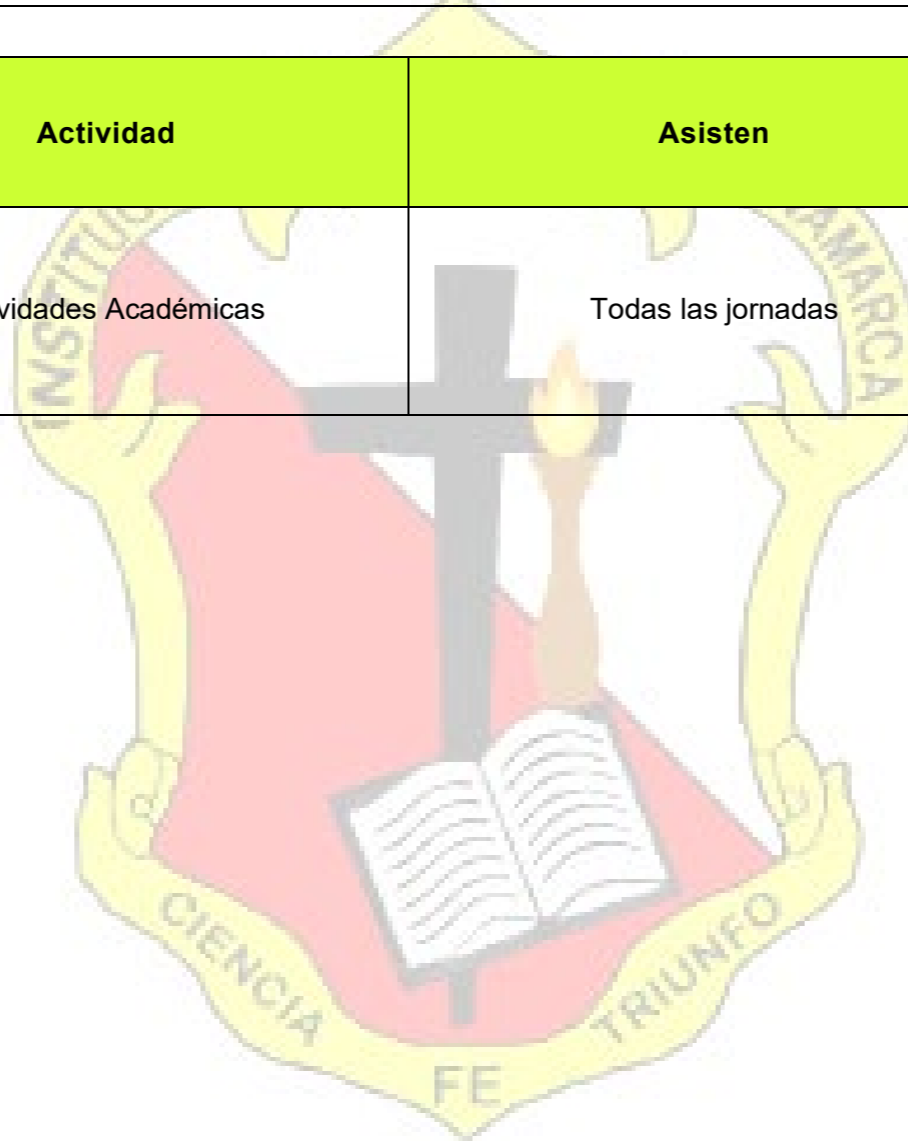 Actividad
Asisten
vidades Académicas
Todas las jornadas
CIENCIA
FE
TRIUNFO